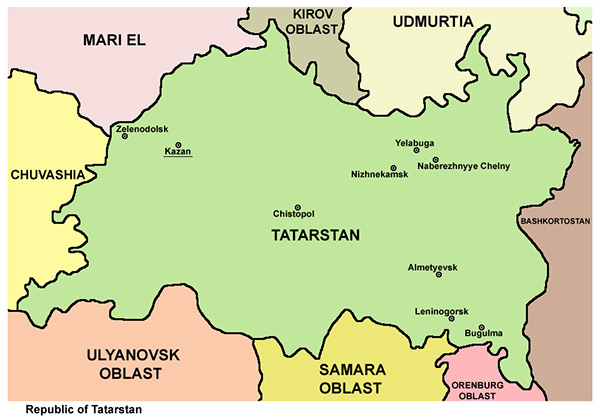 KIROV
OBLAST
UDMURTIA
MARI EL
Zelenodolsk
Kazan
Yelabuga
Naberezhnyye Chelny
Nizhnekamsk
CHUVASHIA
Chistopol
BASHKORTOSTAN
TATARSTAN
Almetyevsk
Leninogorsk
Bugulma
ULYANOVSK
OBLAST
SAMARA
OBLAST
ORENBURG
OBLAST
Republic of Tatarstan